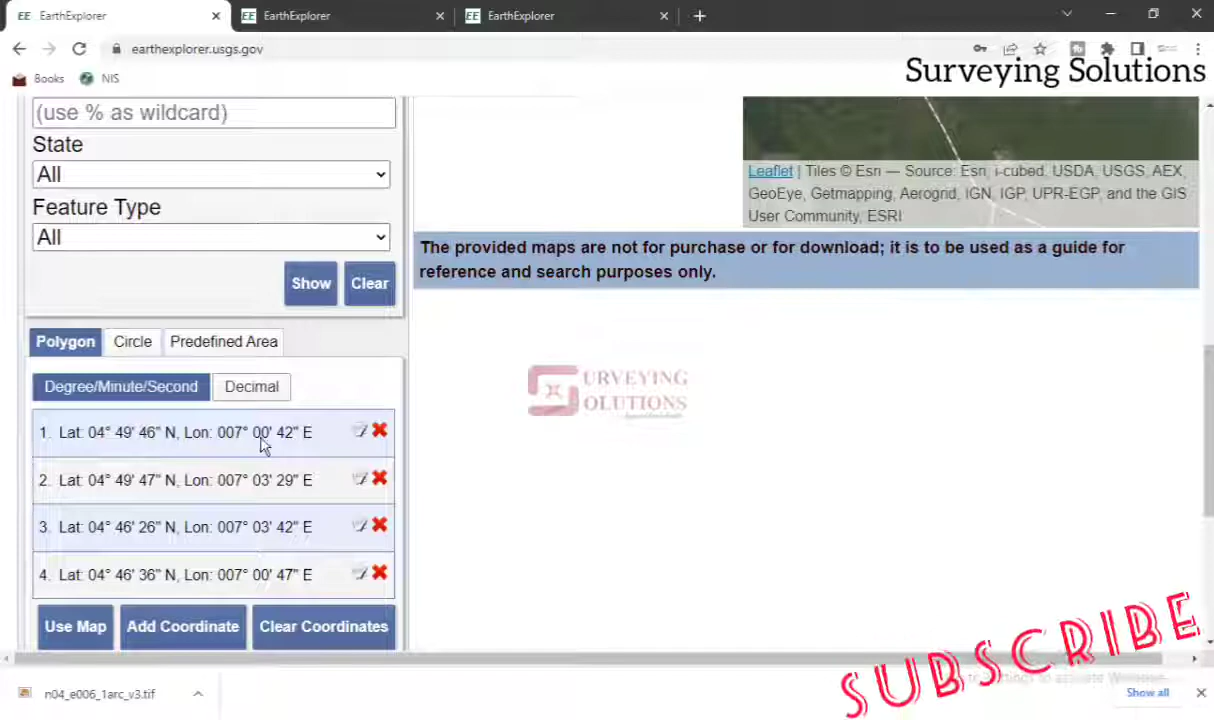 EarthExplorer
EarthExplorer
EarthExplorer
earthexplorer.usgs.gov
Books
NIS
Surveying Solutions
(use % as wildcard)
State
All
Feature Type
All
Show
Clear
Leaflet | Tiles © Esri — Source: Esri, i-cubed, USDA, USGS, AEX,
GeoEye, Getmapping, Aerogrid, IGN, IGP, UPR-EGP, and the GIS
User Community, ESRI
The provided maps are not for purchase or for download; it is to be used as a guide for
reference and search purposes only.
Polygon
Circle
Predefined Area
Degree/Minute/Second
Decimal
URVEYING
OLUTIONS
1. Lat: 04° 49' 46" N, Lon: 007° 00' 42" E
2. Lat: 04° 49' 47" N, Lon: 007° 03' 29" E
3. Lat: 04° 46' 26" N, Lon: 007° 03' 42" E
4. Lat: 04° 46' 36" N, Lon: 007° 00' 47" E
Use Map
Add Coordinate
Clear Coordinates
SUBSCRIBE
n04_e006_1arc_v3.tif
Show all